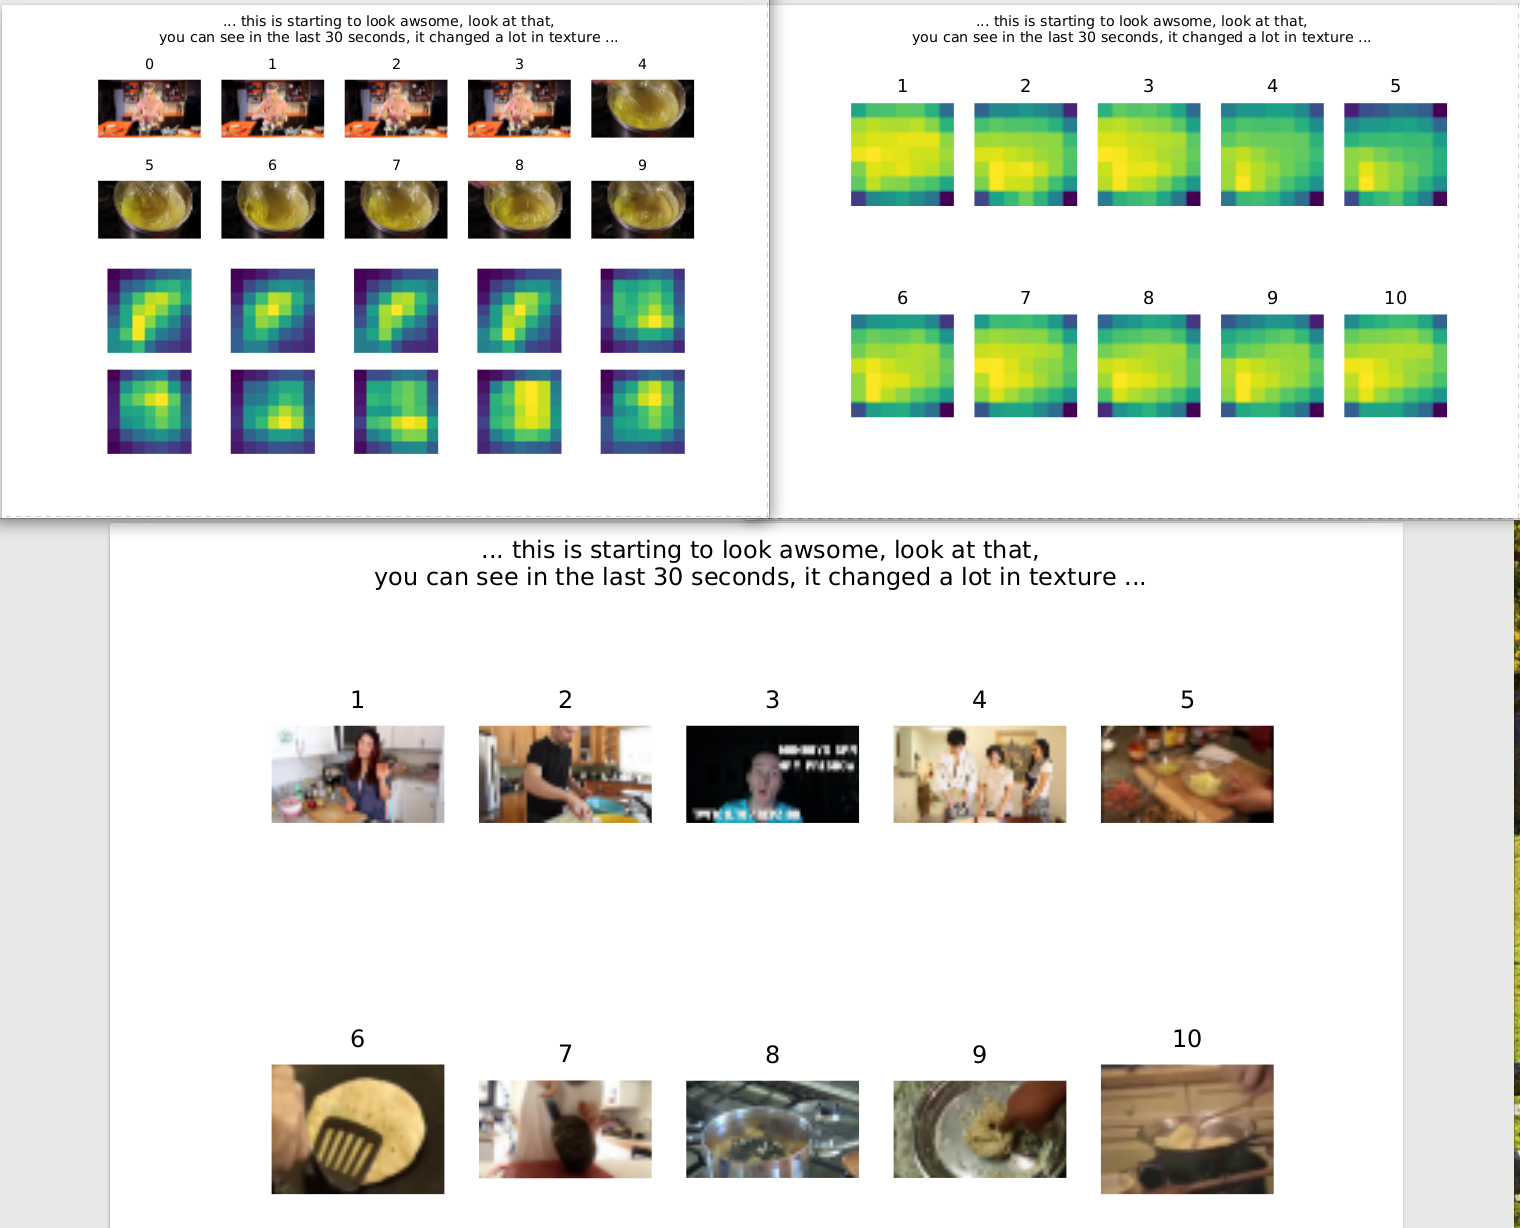 ... this is starting to look awsome, look at that,
you can see in the last 30 seconds, it changed a lot in texture ...
0 1 2 3 4
5 6 7 8 9
... this is starting to look awsome, look at that,
you can see in the last 30 seconds, it changed a lot in texture ...
1 2 3 4 5
6 7 8 9 10
... this is starting to look awsome, look at that,
you can see in the last 30 seconds, it changed a lot in texture ...
1 2 3 4 5
6 7 8 9 10